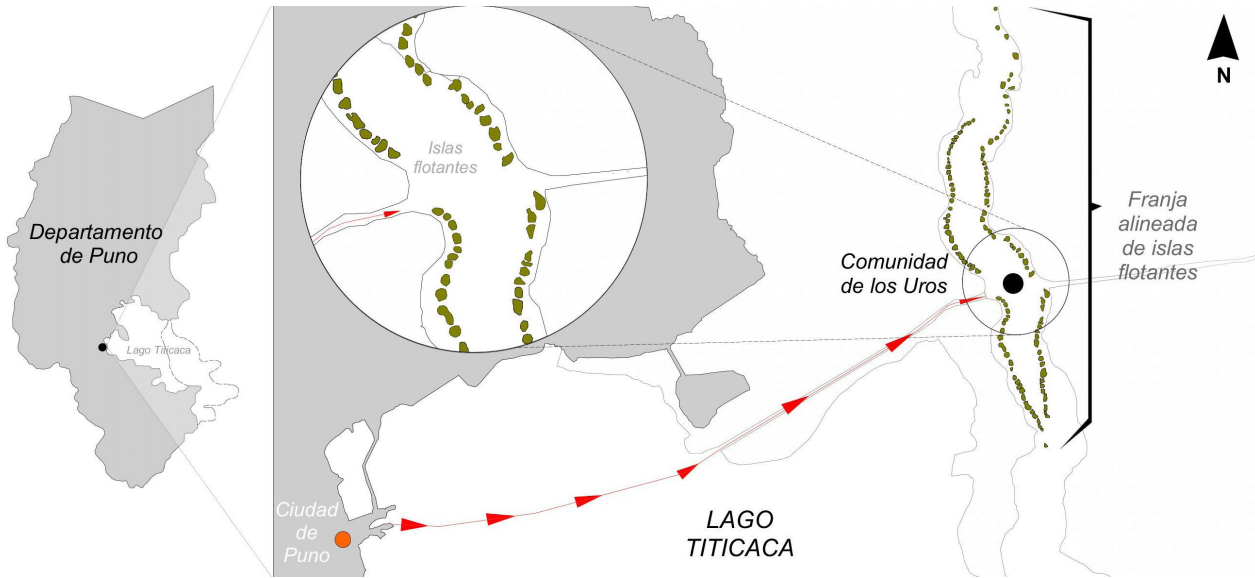 Departamento
de Puno
Lago Titicaca
Islas
flotantes
Ciudad
de
Puno
LAGO
TITICACA
Comunidad
de los Uros
Franja
alineada
de islas
flotantes
N